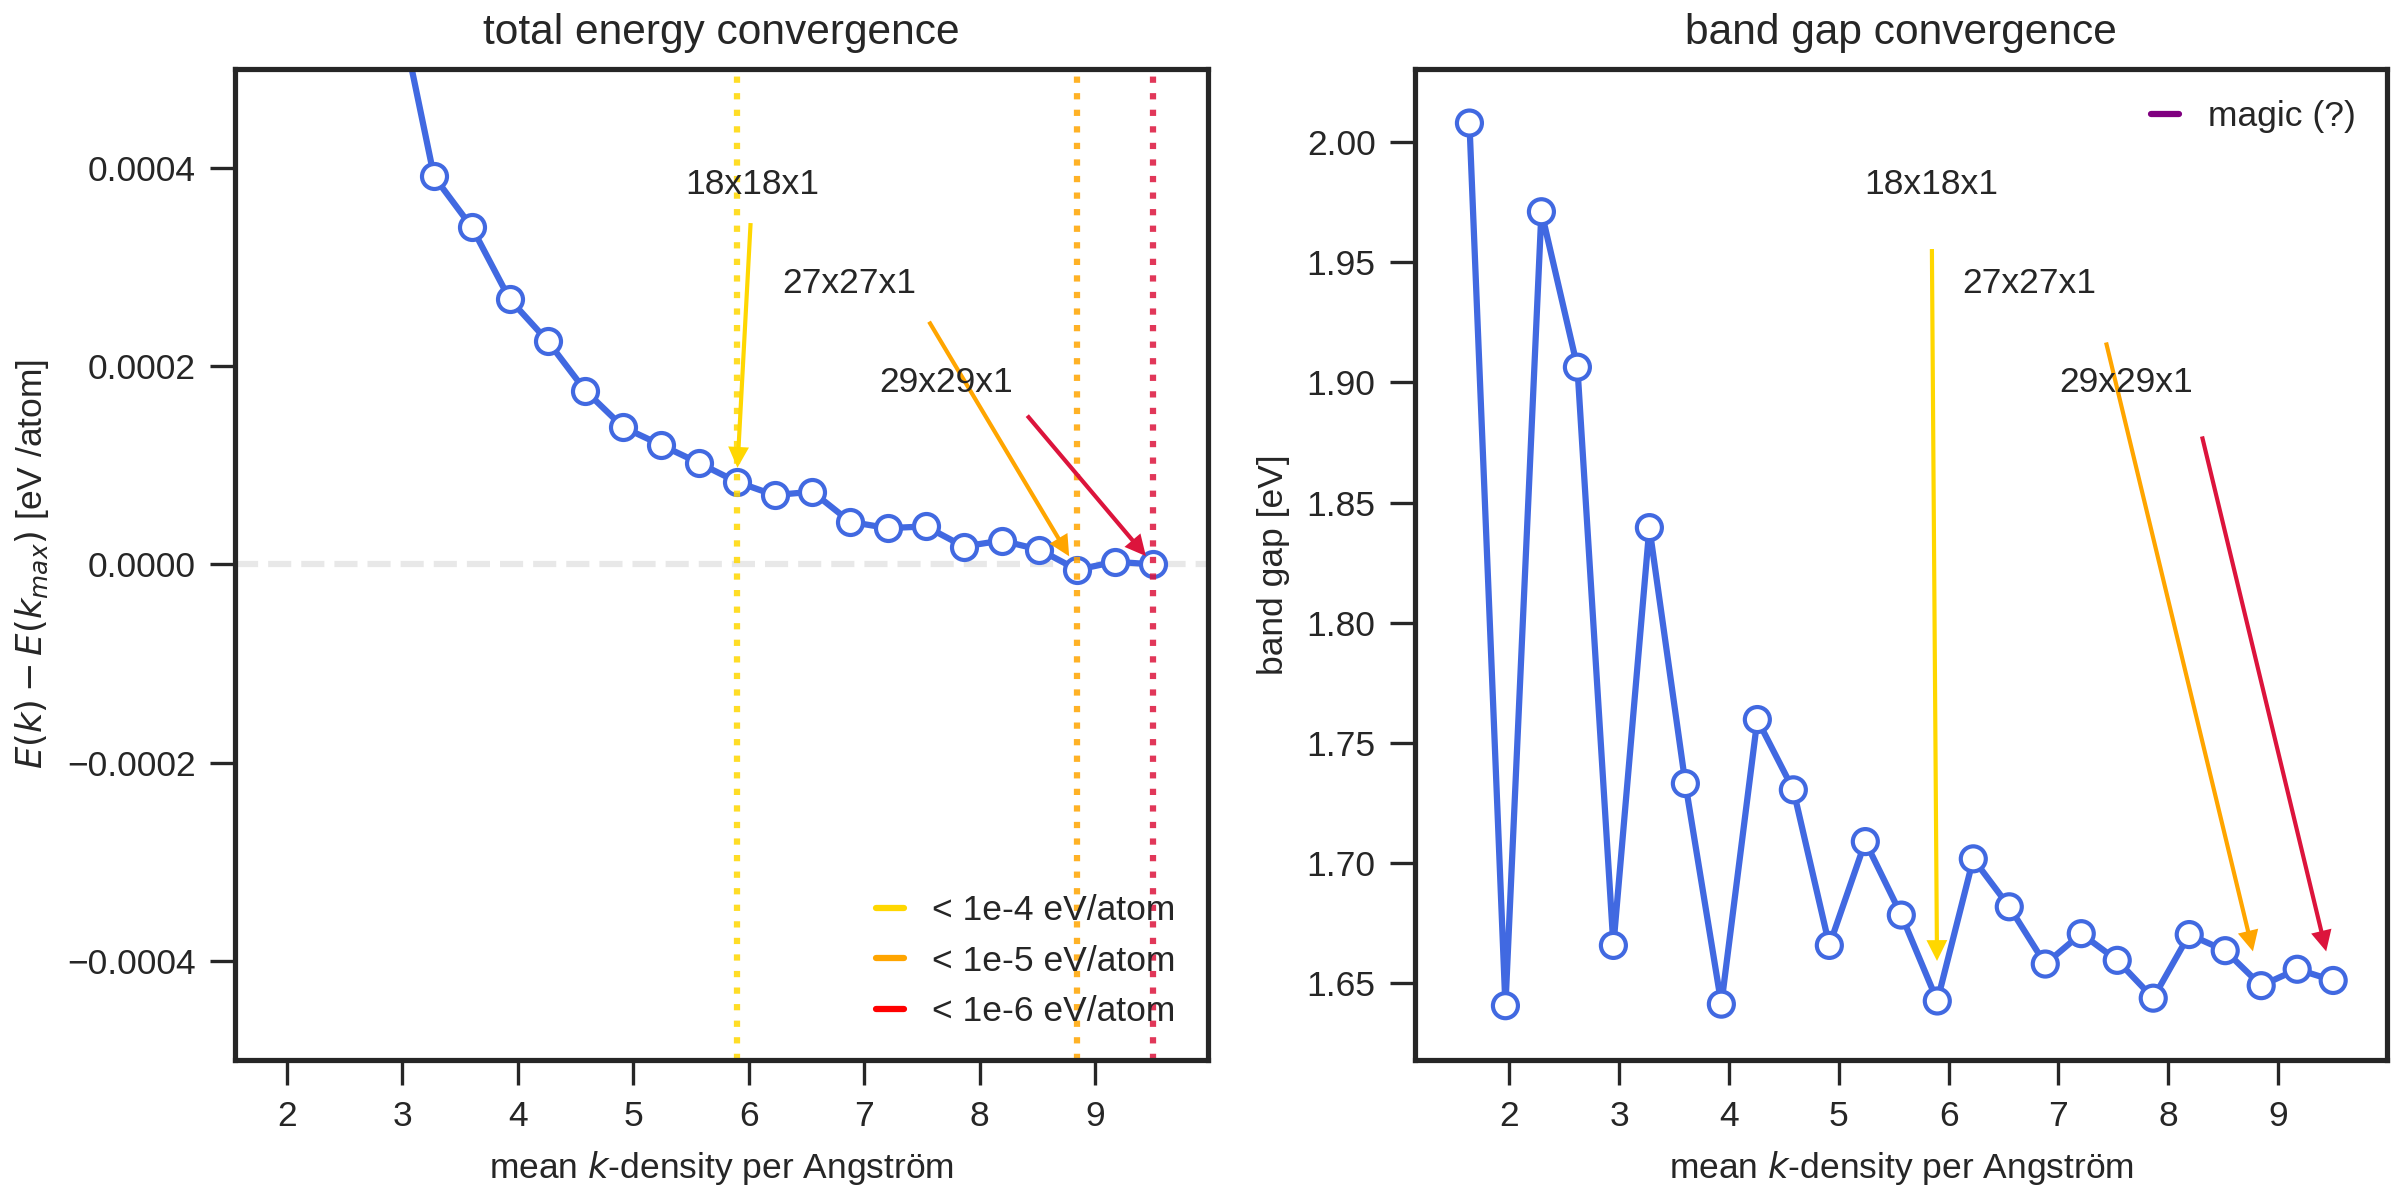 total energy convergence
0.0004
0.0002
0.0000
−0.0002
−0.0004
E(k) − E(kmax) [eV /atom]
18x18x1
27x27x1
29x29x1
< 1e-4 eV/atom
< 1e-5 eV/atom
< 1e-6 eV/atom
2 3 4 5 6 7 8 9
mean k-density per Angström
band gap convergence
2.00
1.95
1.90
1.85
1.80
1.75
1.70
1.65
band gap [eV]
magic (?)
18x18x1
27x27x1
29x29x1
2 3 4 5 6 7 8 9
mean k-density per Angström